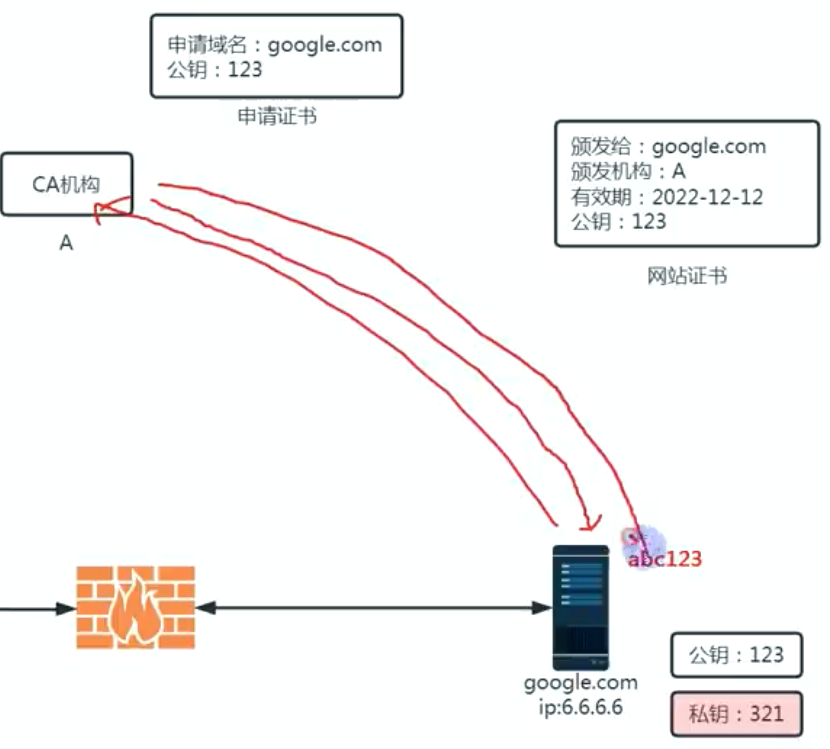 申请域名：google.com
公钥：123
申请证书
CA机构
A
颁发给：google.com
颁发机构：A
有效期：2022-12-12
公钥：123
网站证书
abc123
google.com
ip:6.6.6.6
公钥：123
私钥：321